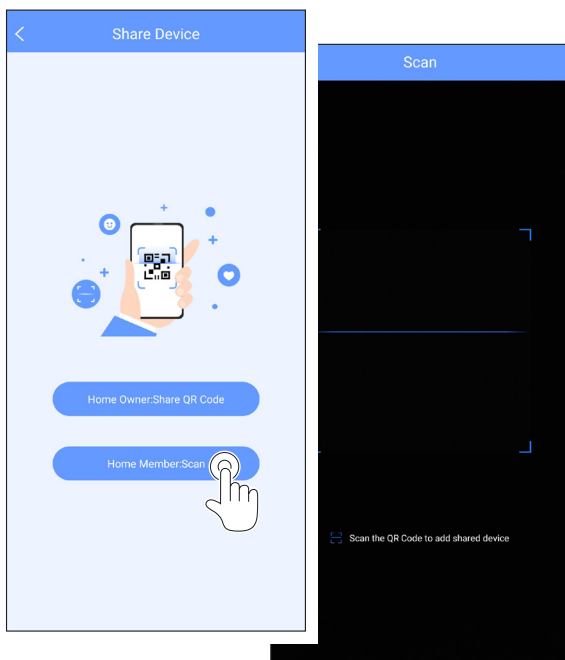 Share Device
Home Owner:Share QR Code
Home Member:Scan
Scan
Scan the QR Code to add shared device